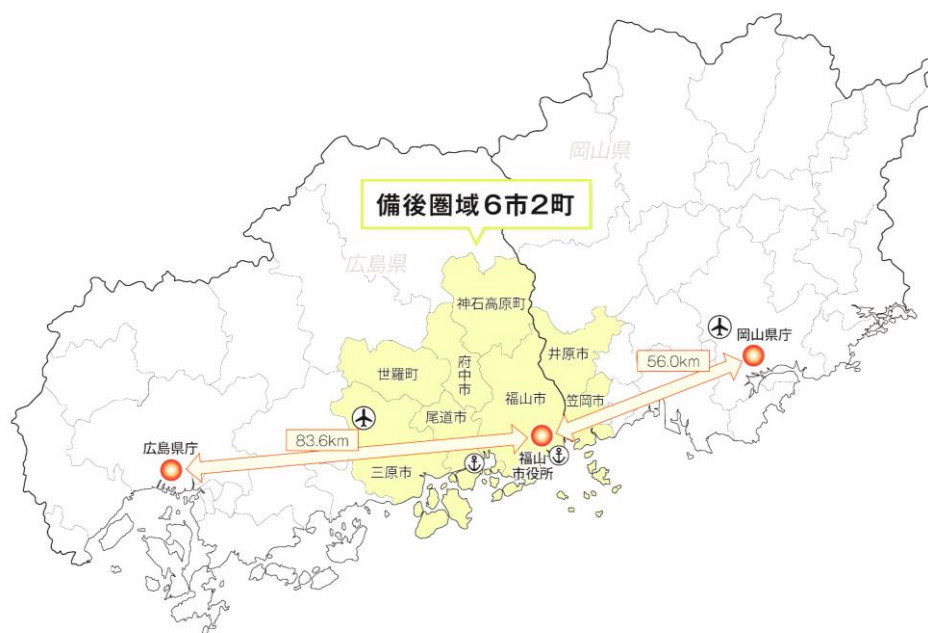 岡山県
備後圏域6市2町
広島県
神石高原町
岡山県庁
井原市
56.0km
府中市
世羅町
福山市
笠岡市
尾道市
83.6km
広島県庁
福山
市役所
三原市